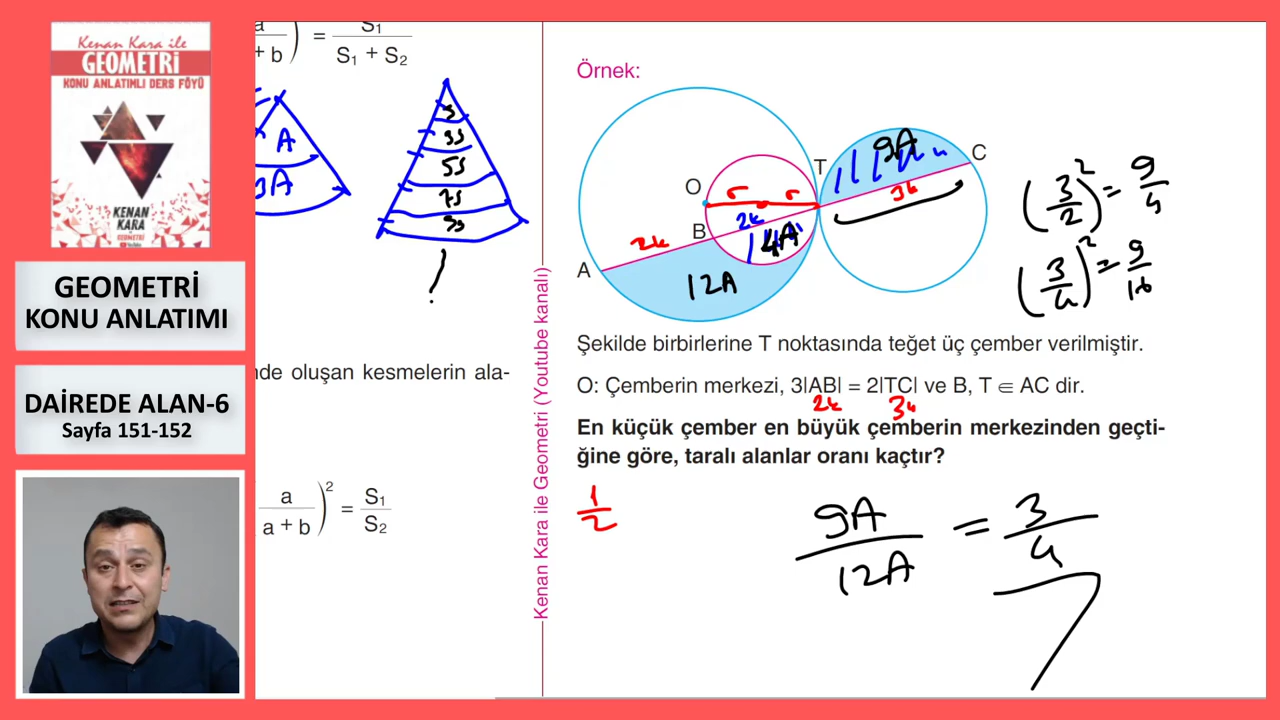 Kenan Kara ile
GEOMETRİ
KONU ANLATIMLI DERS FÖYÜ
KENAN
KARA
GEOMETRİ
KONU ANLATIMI
DAİREDE ALAN-6
Sayfa 151-152
a
+ b
) = S₁
S₁ + S₂
A
3A
S
3S
5S
7S
9S
?
nde oluşan kesmelerin ala-
( a
a + b )² = S₁
S₂
Kenan Kara ile Geometri (Youtube kanalı)
Örnek:
O
T
C
B
A
r r
2k
2k
3k
9A
4A
12A
(3/2)² = 9/4
(3/4)² = 9/16
Şekilde birbirlerine T noktasında teğet üç çember verilmiştir.
O: Çemberin merkezi, 3|AB| = 2|TC| ve B, T ∈ AC dir.
2k 3k
En küçük çember en büyük çemberin merkezinden geçti-
ğine göre, taralı alanlar oranı kaçtır?
1/2
9A/12A = 3/4